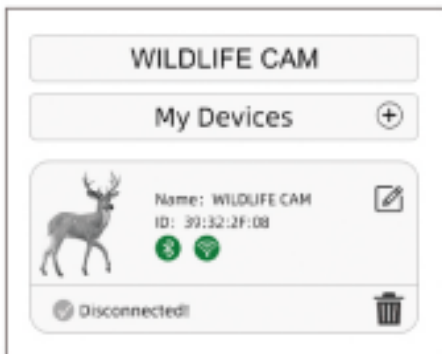 WILDLIFE CAM
My Devices
Name: WILDLIFE CAM
ID: 39:32:2F:08
Disconnected!